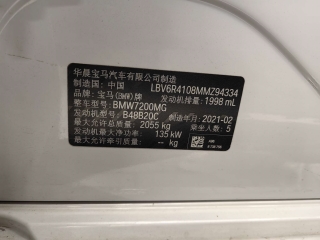 华晨宝马汽车有限公司制造
制造国：中国 LBV6R4108MMZ94334
品牌：宝马(BMW)牌 发动机排量：1998 mL
整车型号：BMW7200MG
发动机型号：B48B20C 制造年月：2021-02
最大允许总质量：2055 kg 乘坐人数：5
发动机最大净功率：135 kW
最大允许牵引质量：-- kg